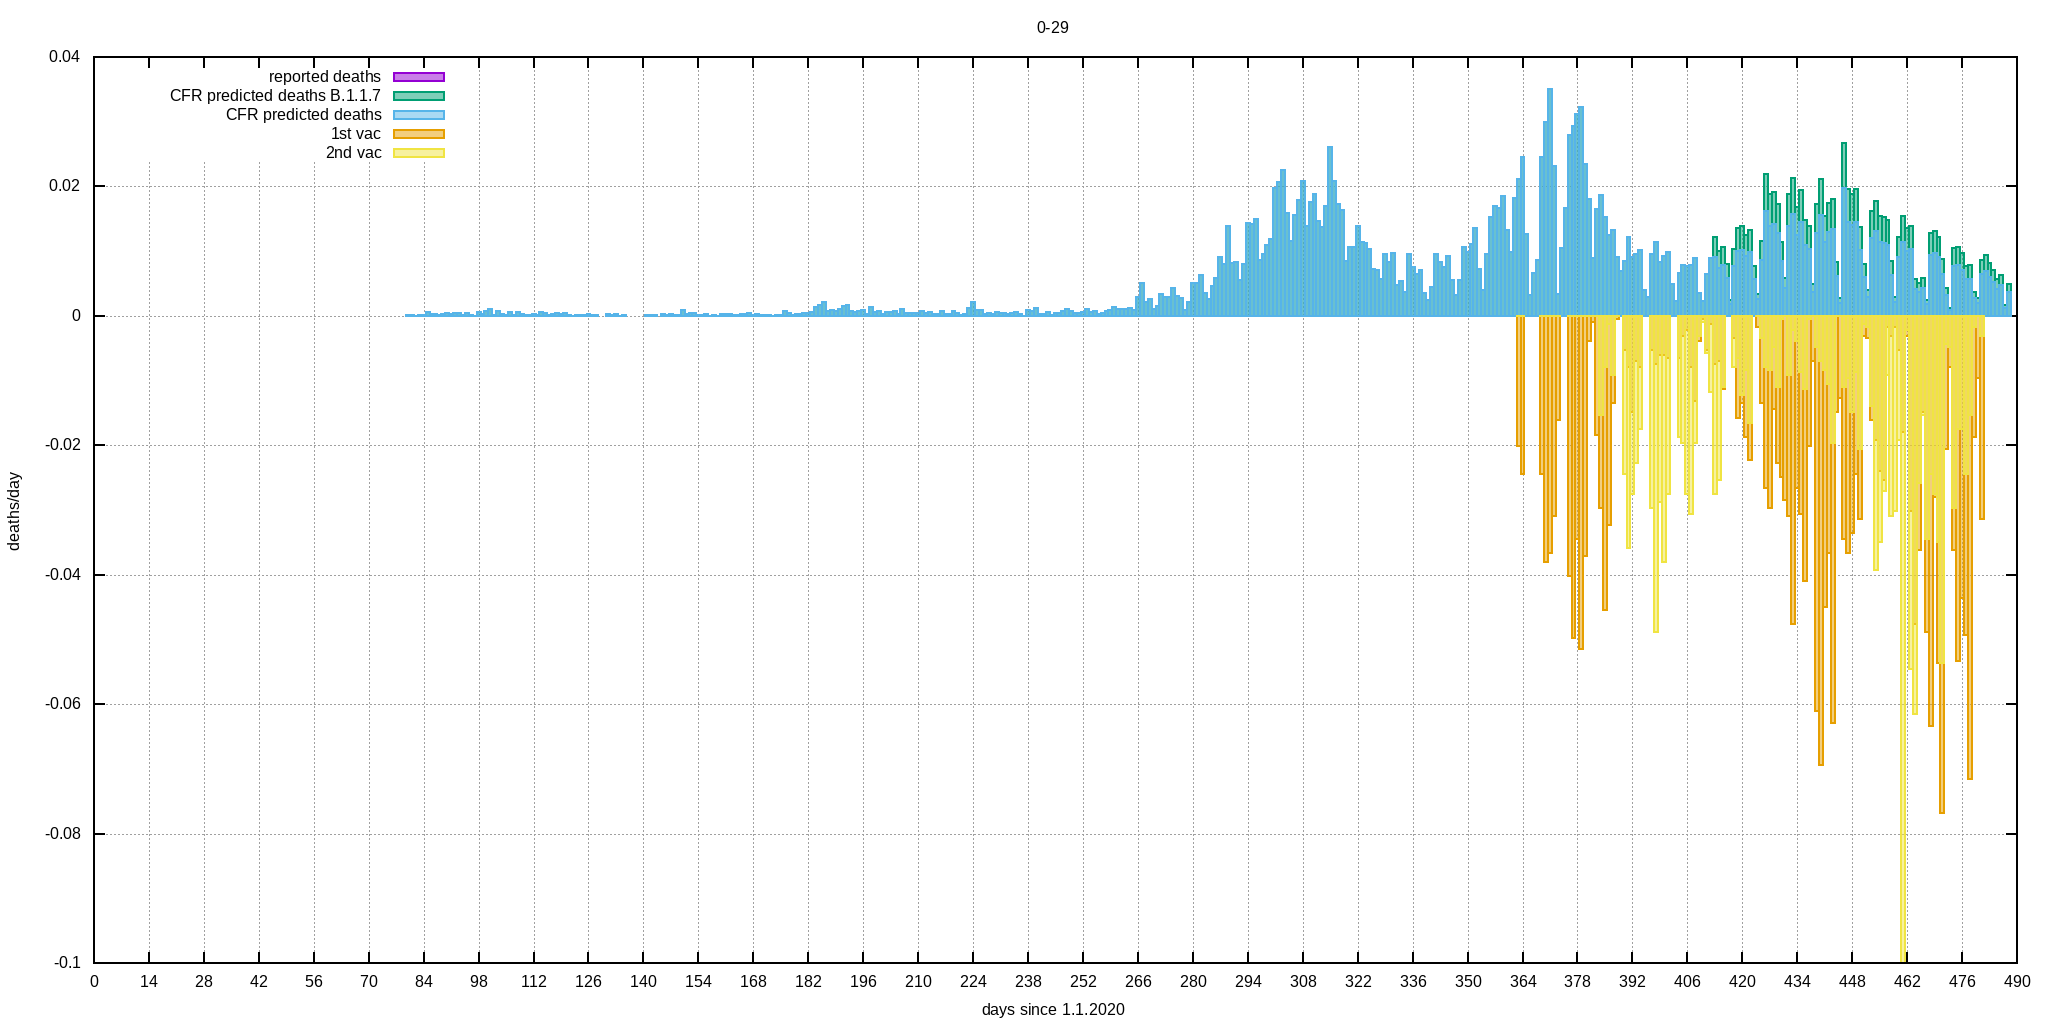 0-29
reported deaths
CFR predicted deaths B.1.1.7
CFR predicted deaths
1st vac
2nd vac
0.04
0.02
0
-0.02
-0.04
-0.06
-0.08
-0.1
deaths/day
0 14 28 42 56 70 84 98 112 126 140 154 168 182 196 210 224 238 252 266 280 294 308 322 336 350 364 378 392 406 420 434 448 462 476 490
days since 1.1.2020